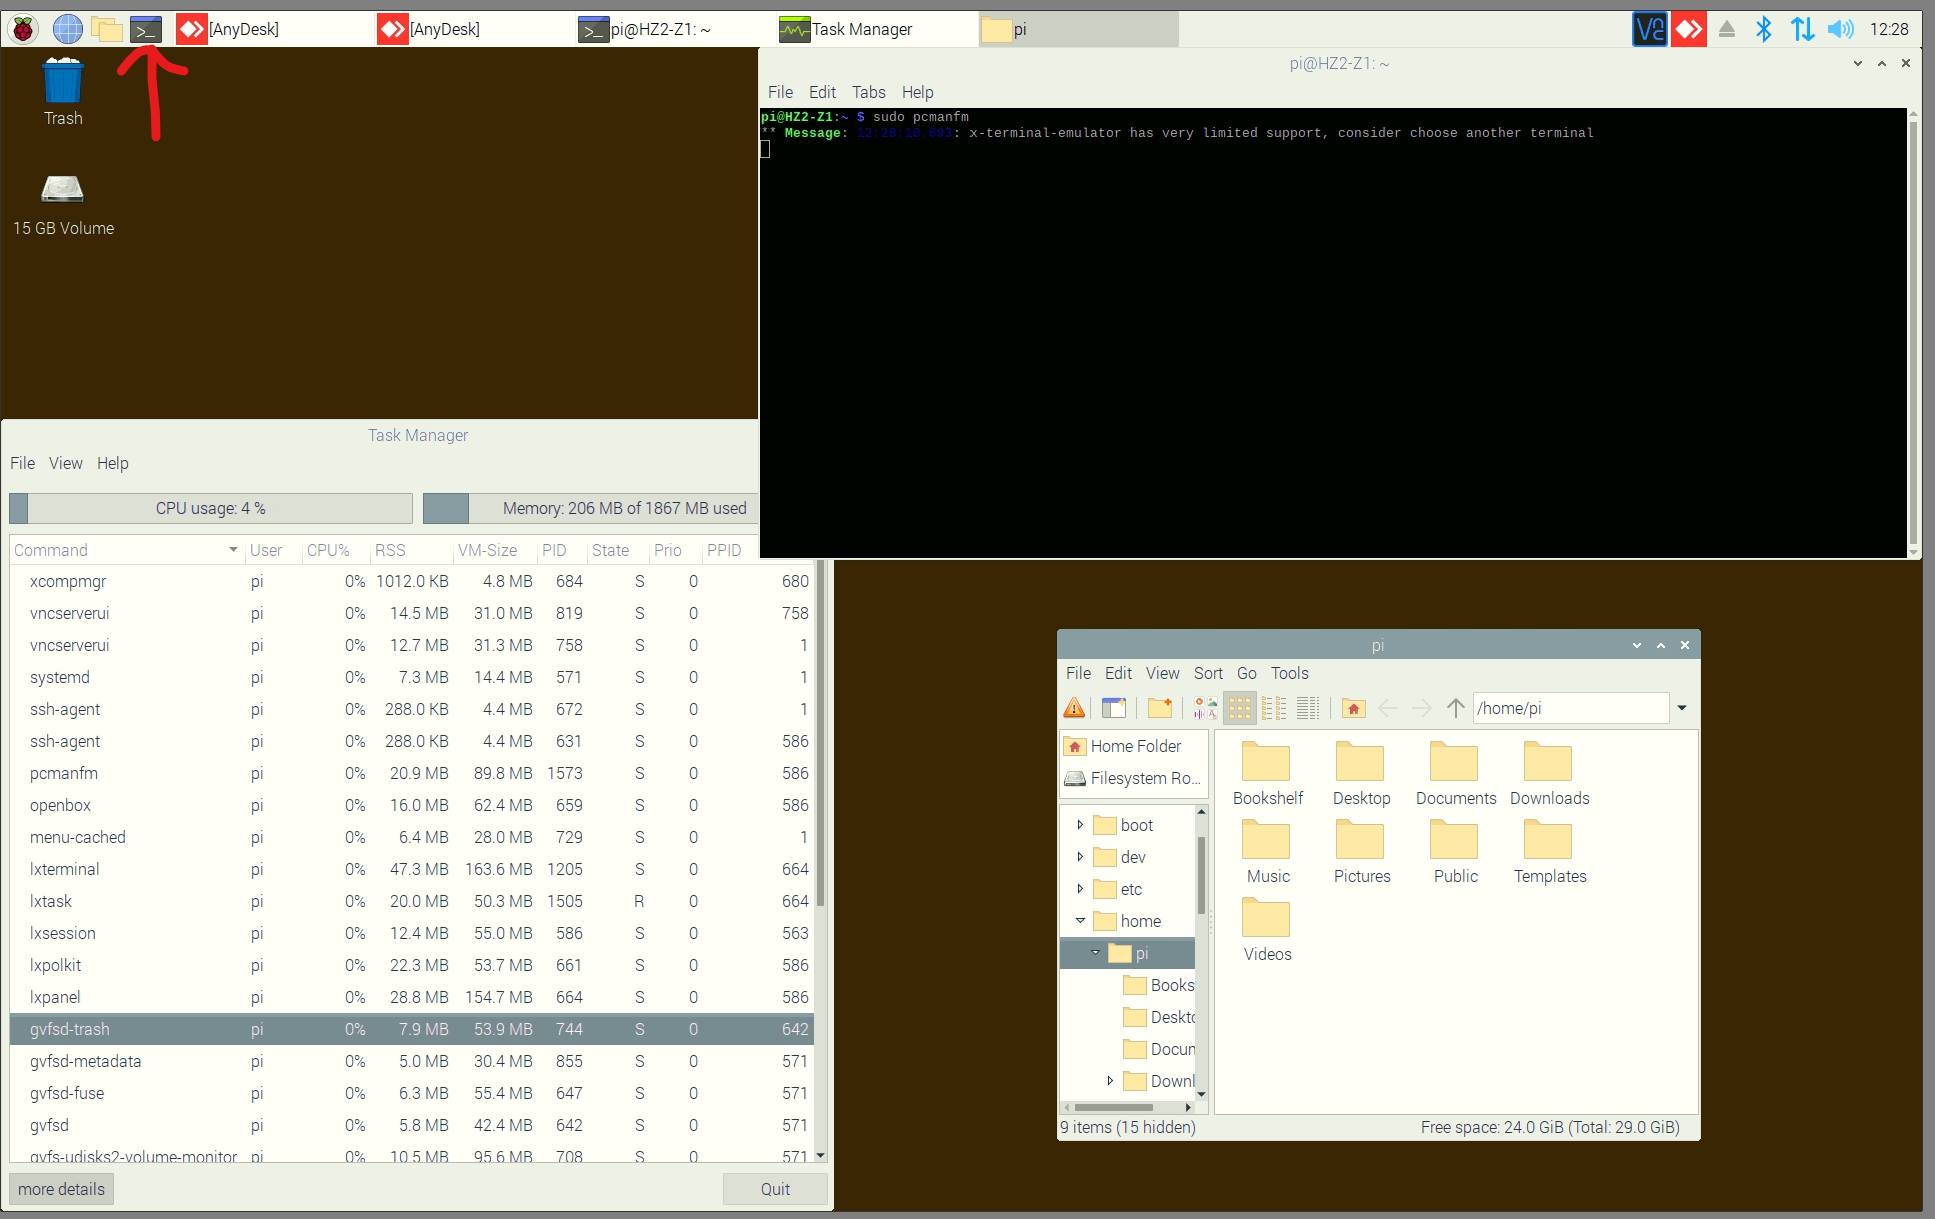 [AnyDesk] [AnyDesk] pi@HZ2-Z1: ~ Task Manager pi 12:28
Trash
15 GB Volume
pi@HZ2-Z1: ~
File Edit Tabs Help
pi@HZ2-Z1:~ $ sudo pcmanfm
** Message: : x-terminal-emulator has very limited support, consider choose another terminal
Task Manager
File View Help
CPU usage: 4 % Memory: 206 MB of 1867 MB used
Command User CPU% RSS VM-Size PID State Prio PPID
xcompmgr pi 0% 1012.0 KB 4.8 MB 684 S 0 680
vncserverui pi 0% 14.5 MB 31.0 MB 819 S 0 758
vncserverui pi 0% 12.7 MB 31.3 MB 758 S 0 1
systemd pi 0% 7.3 MB 14.4 MB 571 S 0 1
ssh-agent pi 0% 288.0 KB 4.4 MB 672 S 0 1
ssh-agent pi 0% 288.0 KB 4.4 MB 631 S 0 586
pcmanfm pi 0% 20.9 MB 89.8 MB 1573 S 0 586
openbox pi 0% 16.0 MB 62.4 MB 659 S 0 586
menu-cached pi 0% 6.4 MB 28.0 MB 729 S 0 1
lxterminal pi 0% 47.3 MB 163.6 MB 1205 S 0 664
lxtask pi 0% 20.0 MB 50.3 MB 1505 R 0 664
lxsession pi 0% 12.4 MB 55.0 MB 586 S 0 563
lxpolkit pi 0% 22.3 MB 53.7 MB 661 S 0 586
lxpanel pi 0% 28.8 MB 154.7 MB 664 S 0 586
gvfsd-trash pi 0% 7.9 MB 53.9 MB 744 S 0 642
gvfsd-metadata pi 0% 5.0 MB 30.4 MB 855 S 0 571
gvfsd-fuse pi 0% 6.3 MB 55.4 MB 647 S 0 571
gvfsd pi 0% 5.8 MB 42.4 MB 642 S 0 571
gvfs-udisks2-volume-monitor pi 0% 10.5 MB 95.6 MB 708 S 0 571
more details Quit
pi
File Edit View Sort Go Tools
/home/pi
Home Folder
Filesystem Ro...
boot
dev
etc
home
pi
Books
Deskto
Docun
Downl
Bookshelf Desktop Documents Downloads
Music Pictures Public Templates
Videos
9 items (15 hidden) Free space: 24.0 GiB (Total: 29.0 GiB)